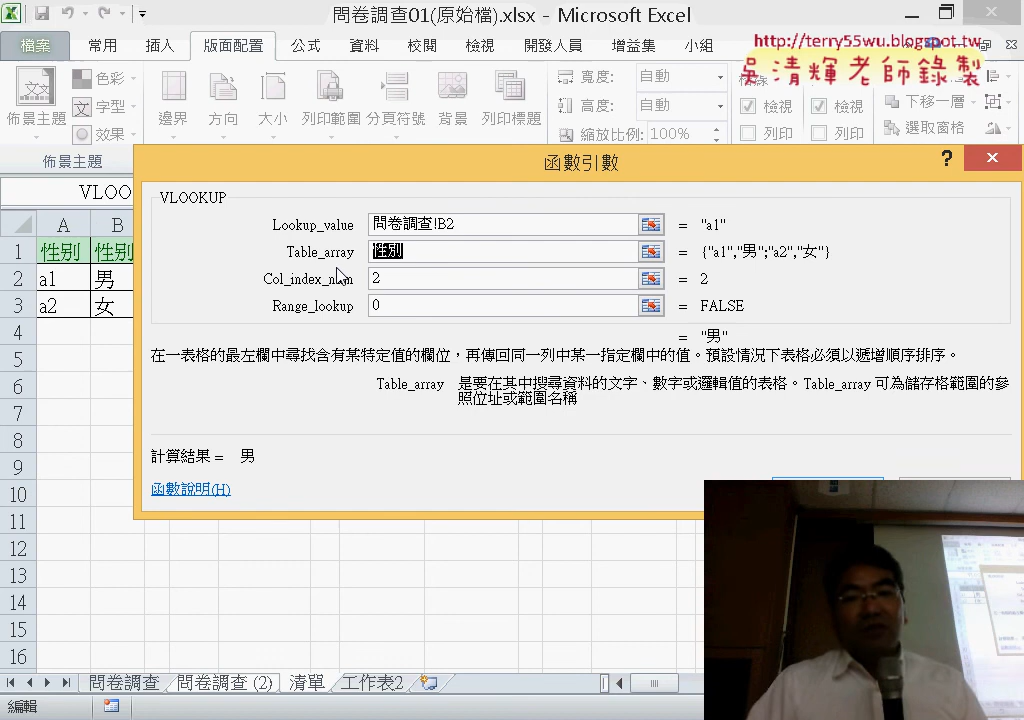 問卷調查01(原始檔).xlsx - Microsoft Excel
檔案 常用 插入 版面配置 公式 資料 校閱 檢視 開發人員 增益集 小組
http://terry55wu.blogspot.tw
吳清輝老師錄製
佈景主題 色彩 字型 效果 邊界 方向 大小 列印範圍 分頁符號 背景 列印標題 寬度: 自動 高度: 自動 縮放比例: 100% 檢視 列印 檢視 列印 下移一層 選取窗格
佈景主題
函數引數
VLOO
VLOOKUP
Lookup_value 問卷調查!B2 = "a1"
Table_array 性別 = {"a1","男";"a2","女"}
Col_index_num 2 = 2
Range_lookup 0 = FALSE
= "男"
在一表格的最左欄中尋找含有某特定值的欄位，再傳回同一列中某一指定欄中的值。預設情況下表格必須以遞增順序排序。
Table_array 是要在其中搜尋資料的文字、數字或邏輯值的表格。Table_array 可為儲存格範圍的參
照位址或範圍名稱
計算結果 = 男
函數說明(H)
A B
1 性別 性別
2 a1 男
3 a2 女
4
5
6
7
8
9
10
11
12
13
14
15
16
問卷調查 問卷調查 (2) 清單 工作表2
編輯